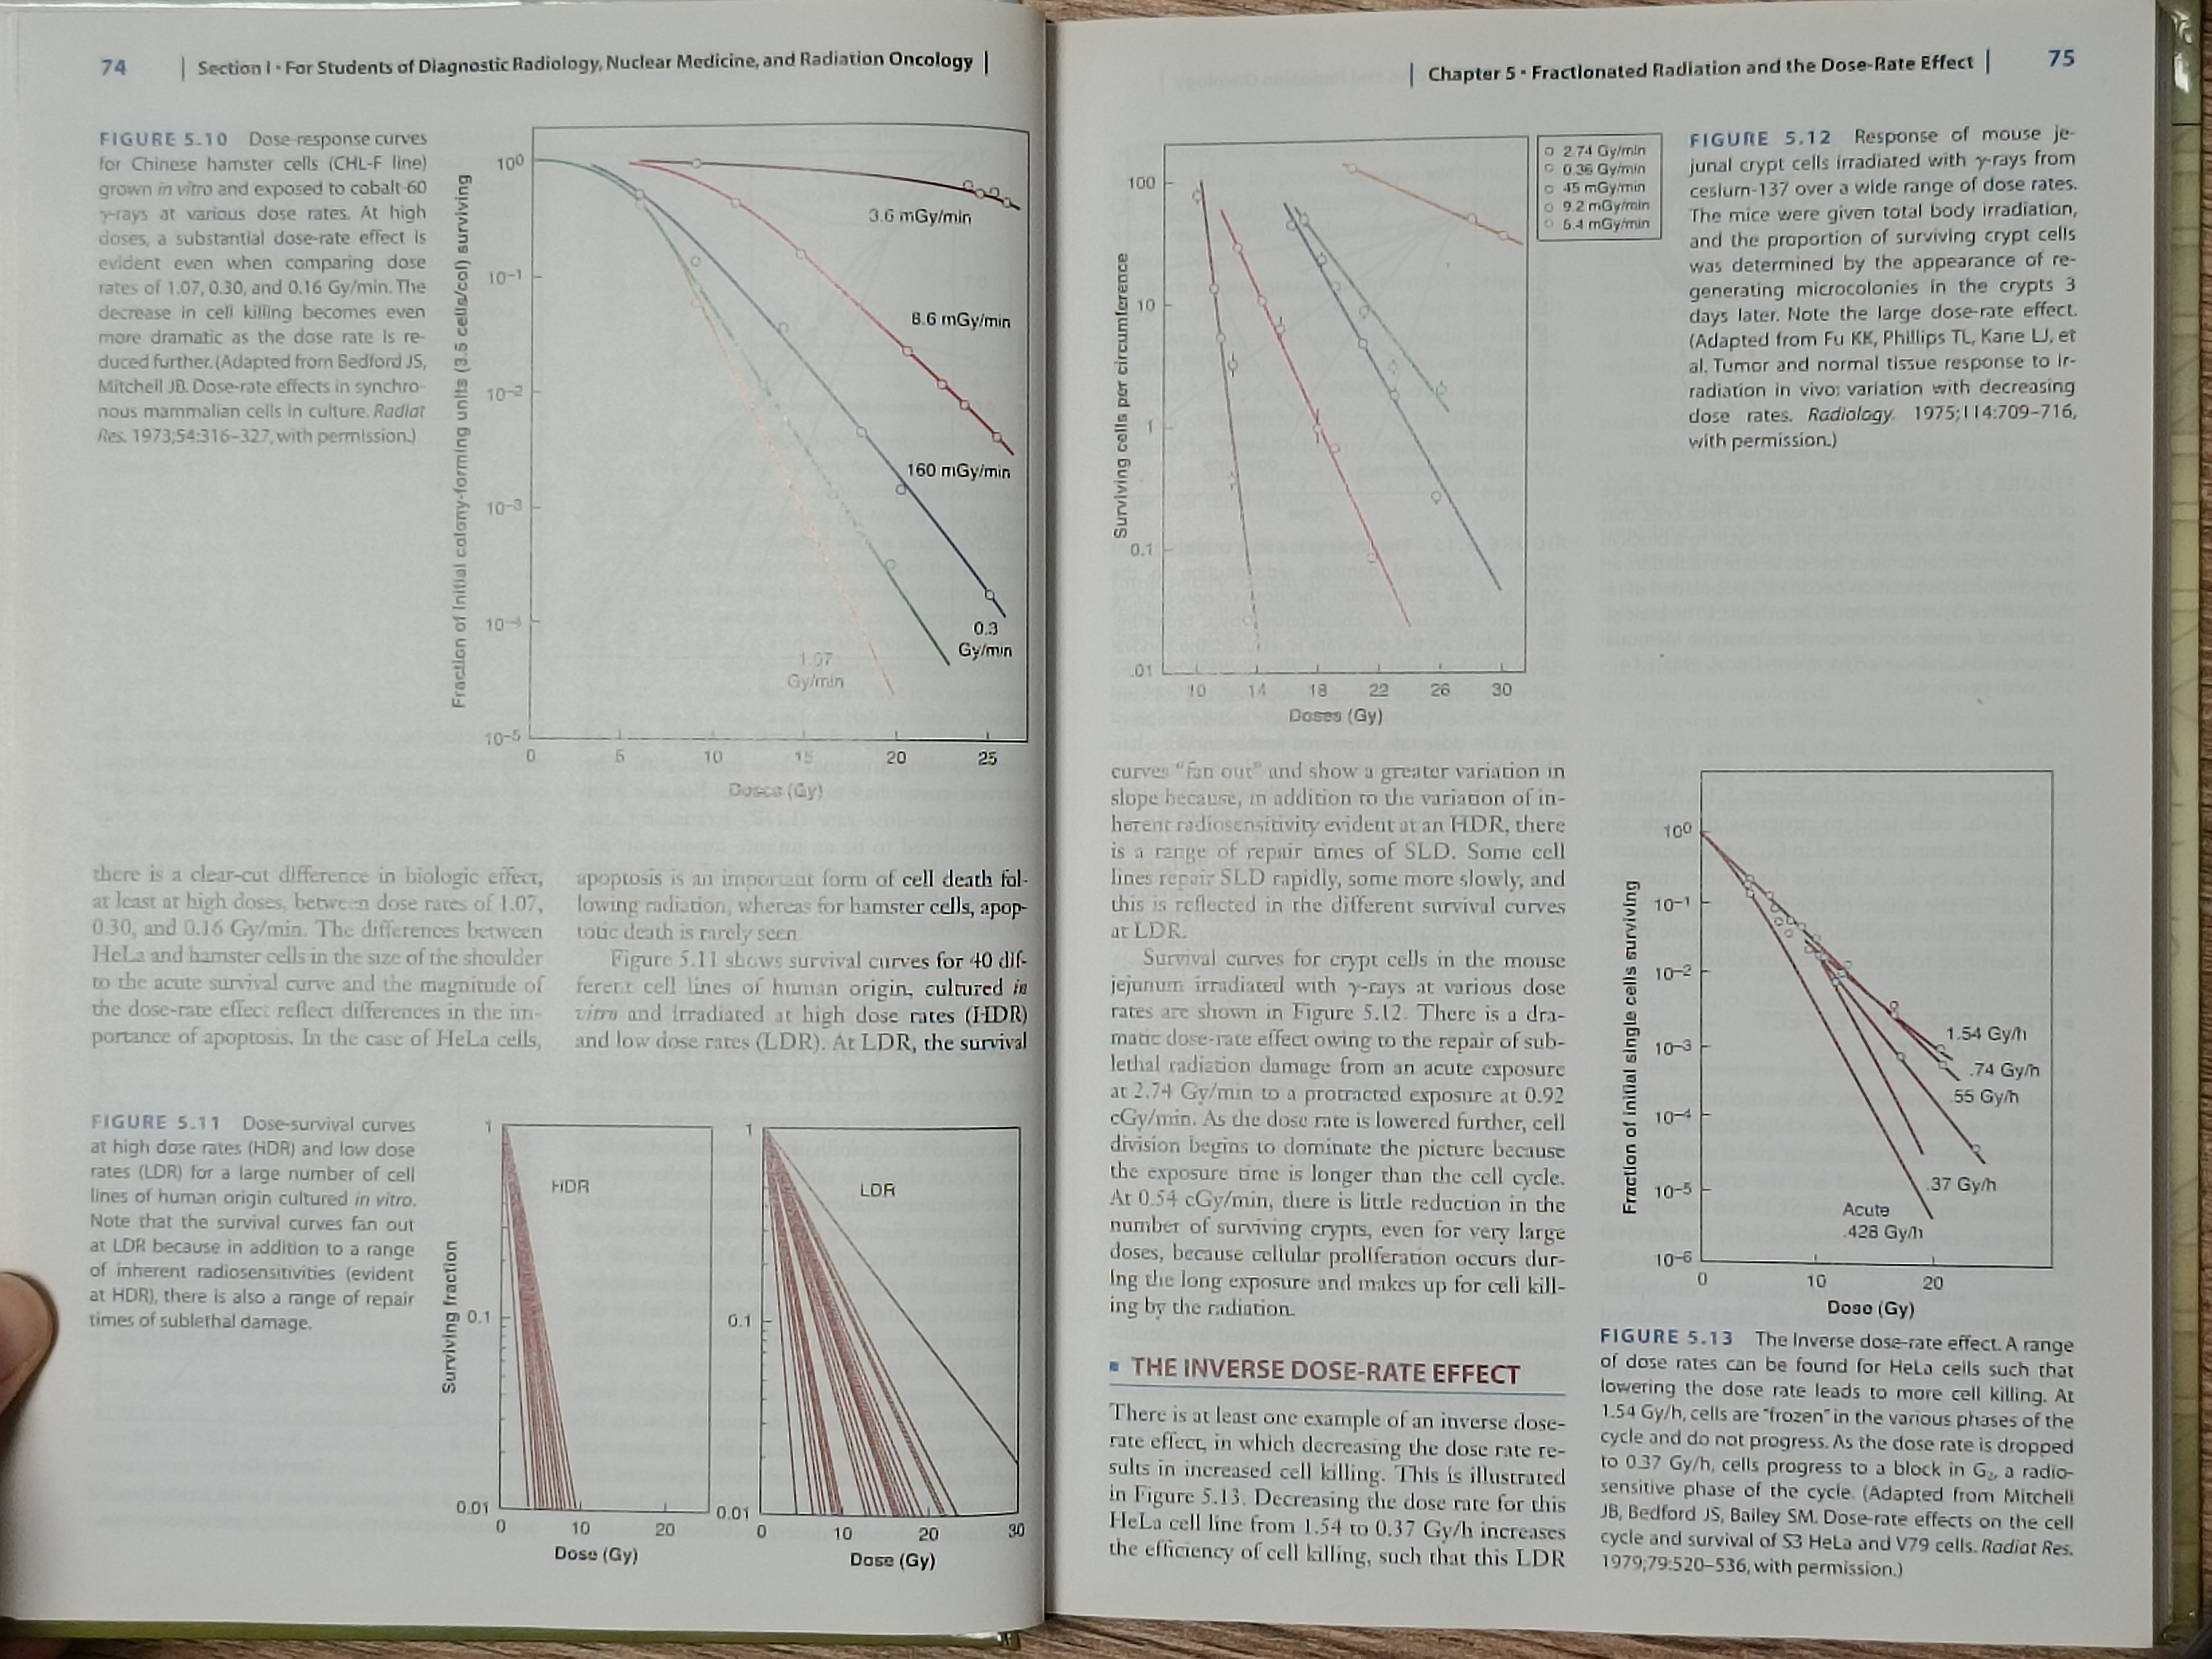 74 | Section I • For Students of Diagnostic Radiology, Nuclear Medicine, and Radiation Oncology |
FIGURE 5.10 Dose-response curves
for Chinese hamster cells (CHL-F line)
grown in vitro and exposed to cobalt-60
γ-rays at various dose rates. At high
doses, a substantial dose-rate effect is
evident even when comparing dose
rates of 1.07, 0.30, and 0.16 Gy/min. The
decrease in cell killing becomes even
more dramatic as the dose rate is re-
duced further. (Adapted from Bedford JS,
Mitchell JB. Dose-rate effects in synchro-
nous mammalian cells in culture. Radiat
Res. 1973;54:316–327, with permission.)
Fraction of initial colony-forming units (3.5 cells/col) surviving
10⁰
10⁻¹
10⁻²
10⁻³
10⁻⁴
10⁻⁵
3.6 mGy/min
8.6 mGy/min
160 mGy/min
0.3
Gy/min
1.07
Gy/min
0 5 10 15 20 25
Doses (Gy)
there is a clear-cut difference in biologic effect,
at least at high doses, between dose rates of 1.07,
0.30, and 0.16 Gy/min. The differences between
HeLa and hamster cells in the size of the shoulder
to the acute survival curve and the magnitude of
the dose-rate effect reflect differences in the im-
portance of apoptosis. In the case of HeLa cells,
apoptosis is an important form of cell death fol-
lowing radiation, whereas for hamster cells, apop-
totic death is rarely seen.
Figure 5.11 shows survival curves for 40 dif-
ferent cell lines of human origin, cultured in
vitro and irradiated at high dose rates (HDR)
and low dose rates (LDR). At LDR, the survival
FIGURE 5.11 Dose-survival curves
at high dose rates (HDR) and low dose
rates (LDR) for a large number of cell
lines of human origin cultured in vitro.
Note that the survival curves fan out
at LDR because in addition to a range
of inherent radiosensitivities (evident
at HDR), there is also a range of repair
times of sublethal damage.
Surviving fraction
1
0.1
0.01
HDR
0 10 20
Dose (Gy)
1
0.1
0.01
LDR
0 10 20 30
Dose (Gy)
| Chapter 5 • Fractionated Radiation and the Dose-Rate Effect | 75
Surviving cells per circumference
100
10
1
0.1
.01
10 14 18 22 26 30
Doses (Gy)
2.74 Gy/min
0.36 Gy/min
45 mGy/min
9.2 mGy/min
5.4 mGy/min
FIGURE 5.12 Response of mouse je-
junal crypt cells irradiated with γ-rays from
cesium-137 over a wide range of dose rates.
The mice were given total body irradiation,
and the proportion of surviving crypt cells
was determined by the appearance of re-
generating microcolonies in the crypts 3
days later. Note the large dose-rate effect.
(Adapted from Fu KK, Phillips TL, Kane LJ, et
al. Tumor and normal tissue response to ir-
radiation in vivo: variation with decreasing
dose rates. Radiology. 1975;114:709–716,
with permission.)
curves “fan out” and show a greater variation in
slope because, in addition to the variation of in-
herent radiosensitivity evident at an HDR, there
is a range of repair times of SLD. Some cell
lines repair SLD rapidly, some more slowly, and
this is reflected in the different survival curves
at LDR.
Survival curves for crypt cells in the mouse
jejunum irradiated with γ-rays at various dose
rates are shown in Figure 5.12. There is a dra-
matic dose-rate effect owing to the repair of sub-
lethal radiation damage from an acute exposure
at 2.74 Gy/min to a protracted exposure at 0.92
cGy/min. As the dose rate is lowered further, cell
division begins to dominate the picture because
the exposure time is longer than the cell cycle.
At 0.54 cGy/min, there is little reduction in the
number of surviving crypts, even for very large
doses, because cellular proliferation occurs dur-
ing the long exposure and makes up for cell kill-
ing by the radiation.
THE INVERSE DOSE-RATE EFFECT
There is at least one example of an inverse dose-
rate effect, in which decreasing the dose rate re-
sults in increased cell killing. This is illustrated
in Figure 5.13. Decreasing the dose rate for this
HeLa cell line from 1.54 to 0.37 Gy/h increases
the efficiency of cell killing, such that this LDR
Fraction of initial single cells surviving
10⁰
10⁻¹
10⁻²
10⁻³
10⁻⁴
10⁻⁵
10⁻⁶
1.54 Gy/h
.74 Gy/h
.55 Gy/h
.37 Gy/h
Acute
.428 Gy/h
0 10 20
Dose (Gy)
FIGURE 5.13 The inverse dose-rate effect. A range
of dose rates can be found for HeLa cells such that
lowering the dose rate leads to more cell killing. At
1.54 Gy/h, cells are “frozen” in the various phases of the
cycle and do not progress. As the dose rate is dropped
to 0.37 Gy/h, cells progress to a block in G₂, a radio-
sensitive phase of the cycle. (Adapted from Mitchell
JB, Bedford JS, Bailey SM. Dose-rate effects on the cell
cycle and survival of S3 HeLa and V79 cells. Radiat Res.
1979;79:520–536, with permission.)